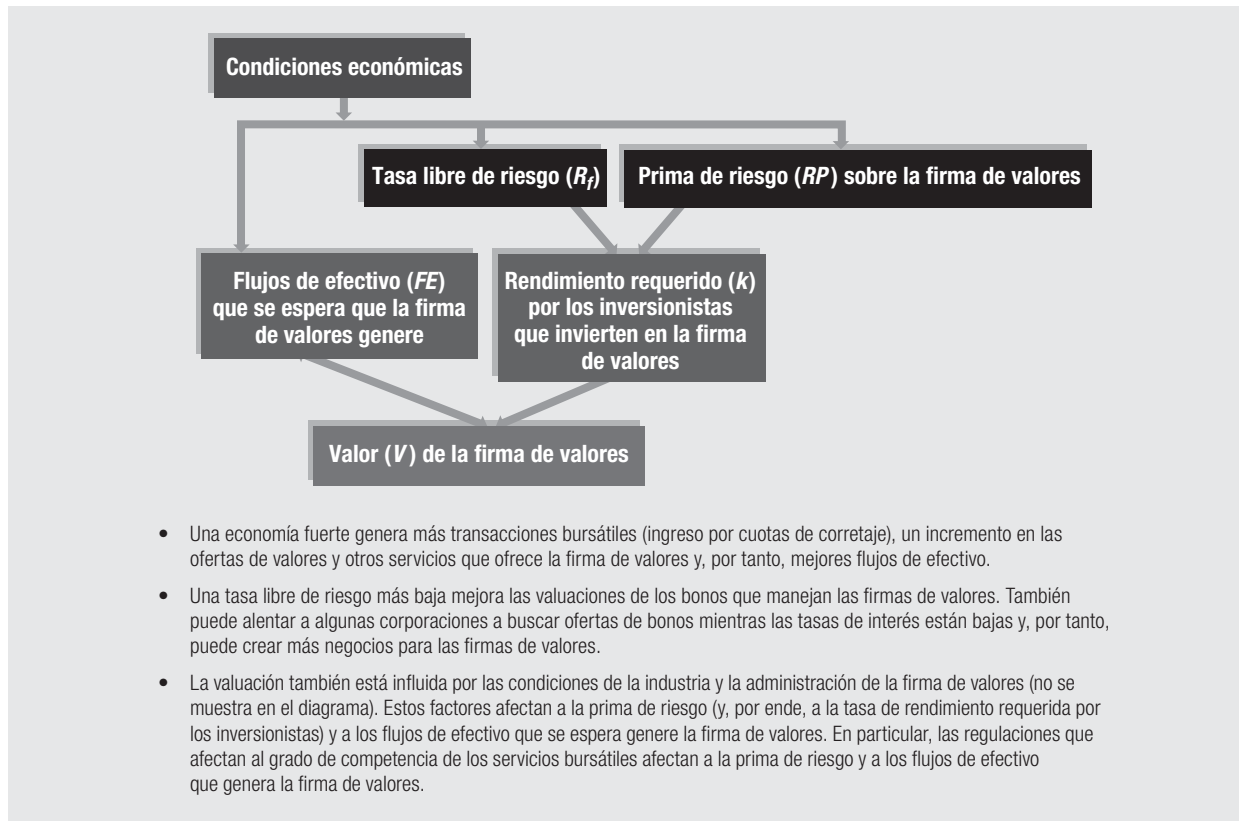 Condiciones económicas
Tasa libre de riesgo (Rf)
Prima de riesgo (RP) sobre la firma de valores
Flujos de efectivo (FE)
que se espera que la firma
de valores genere
Rendimiento requerido (k)
por los inversionistas
que invierten en la firma
de valores
Valor (V) de la firma de valores
• Una economía fuerte genera más transacciones bursátiles (ingreso por cuotas de corretaje), un incremento en las
ofertas de valores y otros servicios que ofrece la firma de valores y, por tanto, mejores flujos de efectivo.
• Una tasa libre de riesgo más baja mejora las valuaciones de los bonos que manejan las firmas de valores. También
puede alentar a algunas corporaciones a buscar ofertas de bonos mientras las tasas de interés están bajas y, por tanto,
puede crear más negocios para las firmas de valores.
• La valuación también está influida por las condiciones de la industria y la administración de la firma de valores (no se
muestra en el diagrama). Estos factores afectan a la prima de riesgo (y, por ende, a la tasa de rendimiento requerida por
los inversionistas) y a los flujos de efectivo que se espera genere la firma de valores. En particular, las regulaciones que
afectan al grado de competencia de los servicios bursátiles afectan a la prima de riesgo y a los flujos de efectivo
que genera la firma de valores.